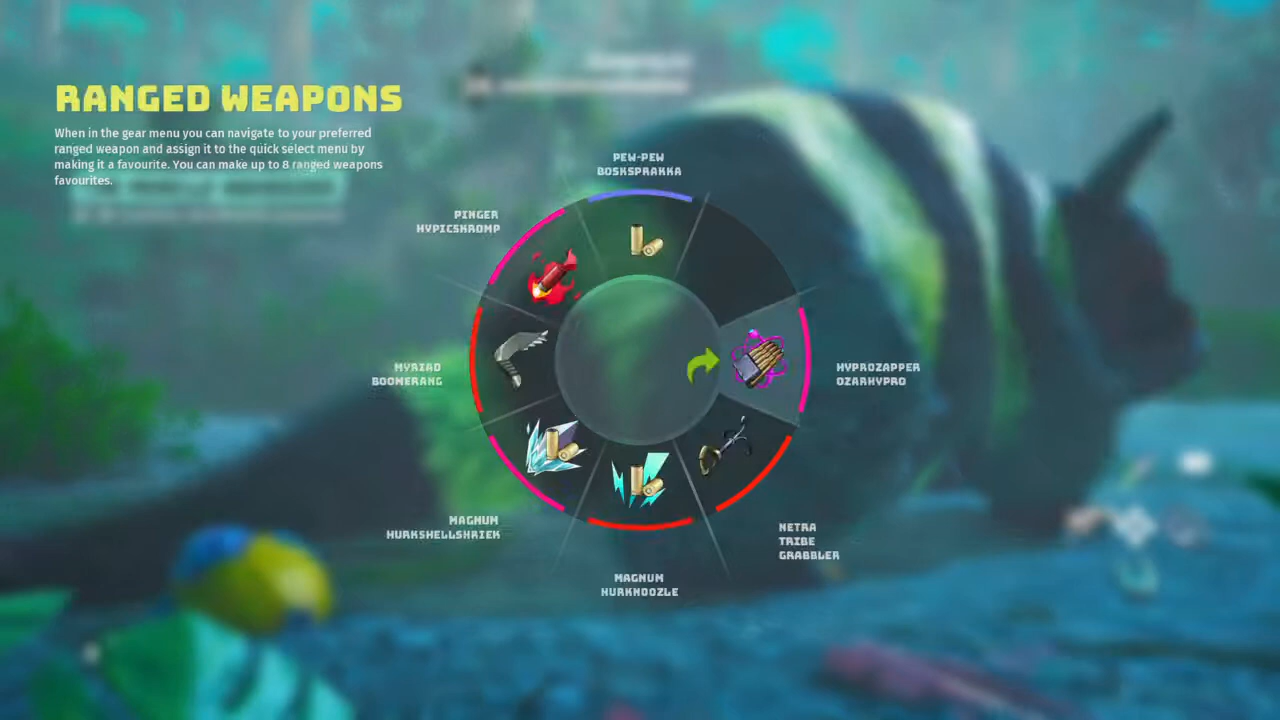 RANGED WEAPONS
When in the gear menu you can navigate to your preferred
ranged weapon and assign it to the quick select menu by
making it a favourite. You can make up to 8 ranged weapons
favourites.
PEW-PEW
BOSKSPRAKKA
PINGER
HYPICSHROMP
MYRIAD
BOOMERANG
HYPROZAPPER
OZARHYPRO
MAGNUM
HURKSHELLSHRIEK
NETRA
TRIBE
GRABBLER
MAGNUM
HURKNOOZLE